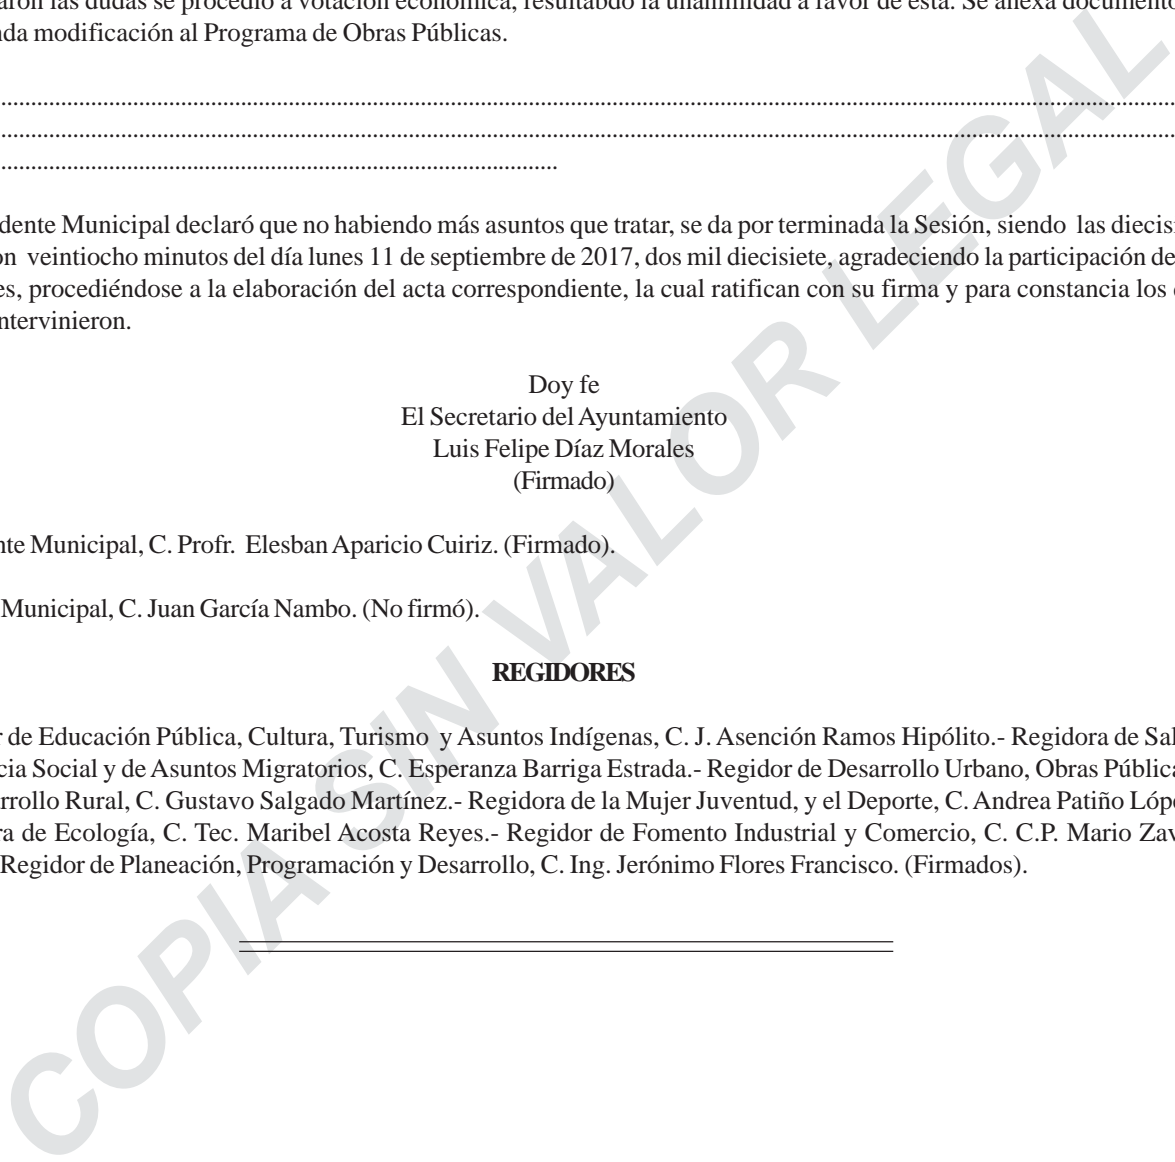 aron las dudas se procedió a votación económica, resultabdo la unanimidad a favor de ésta. Se anexa documento
nda modificación al Programa de Obras Públicas.
dente Municipal declaró que no habiendo más asuntos que tratar, se da por terminada la Sesión, siendo las diecis
on veintiocho minutos del día lunes 11 de septiembre de 2017, dos mil diecisiete, agradeciendo la participación de
es, procediéndose a la elaboración del acta correspondiente, la cual ratifican con su firma y para constancia los
ntervinieron.
Doy fe
El Secretario del Ayuntamiento
Luis Felipe Díaz Morales
(Firmado)
nte Municipal, C. Profr. Elesban Aparicio Cuiriz. (Firmado).
Municipal, C. Juan García Nambo. (No firmó).
REGIDORES
r de Educación Pública, Cultura, Turismo y Asuntos Indígenas, C. J. Asención Ramos Hipólito.- Regidora de Sal
cia Social y de Asuntos Migratorios, C. Esperanza Barriga Estrada.- Regidor de Desarrollo Urbano, Obras Pública
rrollo Rural, C. Gustavo Salgado Martínez.- Regidora de la Mujer Juventud, y el Deporte, C. Andrea Patiño Lópe
ra de Ecología, C. Tec. Maribel Acosta Reyes.- Regidor de Fomento Industrial y Comercio, C. C.P. Mario Zav
Regidor de Planeación, Programación y Desarrollo, C. Ing. Jerónimo Flores Francisco. (Firmados).
COPIA SIN VALOR LEGAL